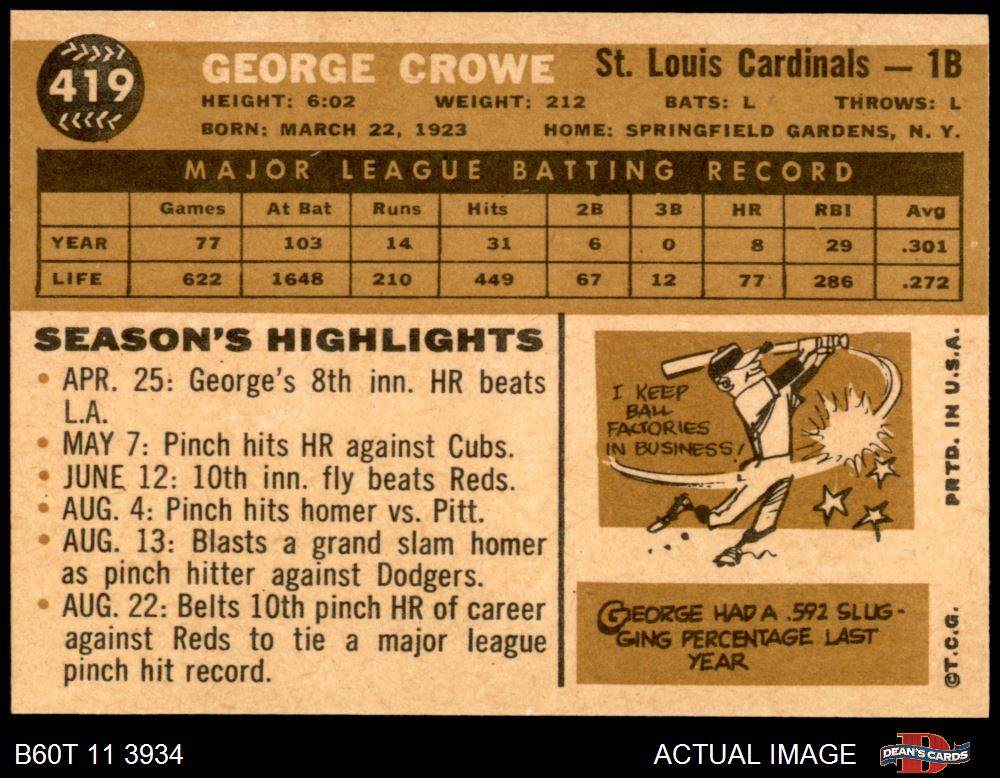 419
GEORGE CROWE
St. Louis Cardinals — 1B
HEIGHT: 6:02 WEIGHT: 212 BATS: L THROWS: L
BORN: MARCH 22, 1923 HOME: SPRINGFIELD GARDENS, N. Y.
MAJOR LEAGUE BATTING RECORD
Games At Bat Runs Hits 2B 3B HR RBI Avg
YEAR 77 103 14 31 6 0 8 29 .301
LIFE 622 1648 210 449 67 12 77 286 .272
SEASON'S HIGHLIGHTS
• APR. 25: George's 8th inn. HR beats
L.A.
• MAY 7: Pinch hits HR against Cubs.
• JUNE 12: 10th inn. fly beats Reds.
• AUG. 4: Pinch hits homer vs. Pitt.
• AUG. 13: Blasts a grand slam homer
as pinch hitter against Dodgers.
• AUG. 22: Belts 10th pinch HR of career
against Reds to tie a major league
pinch hit record.
I KEEP
BALL
FACTORIES
IN BUSINESS!
GEORGE HAD A .592 SLUG-
GING PERCENTAGE LAST
YEAR
©T.C.G. PRTD. IN U.S.A.
B60T 11 3934
ACTUAL IMAGE
D
DEAN'S CARDS